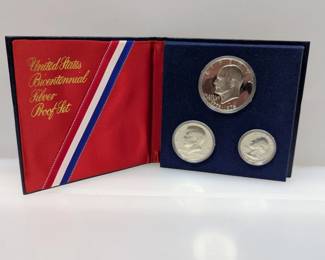 United States
Bicentennial
Silver
Proof Set